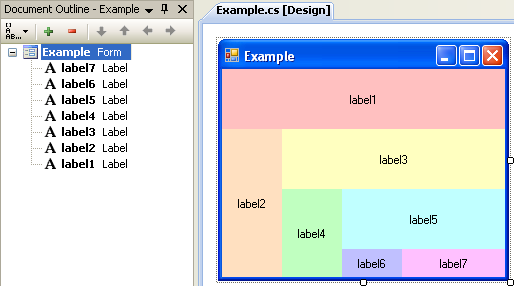 Document Outline - Example
Example Form
label7 Label
label6 Label
label5 Label
label4 Label
label3 Label
label2 Label
label1 Label
Example.cs [Design]
Example
label1
label3
label2
label4
label5
label6
label7